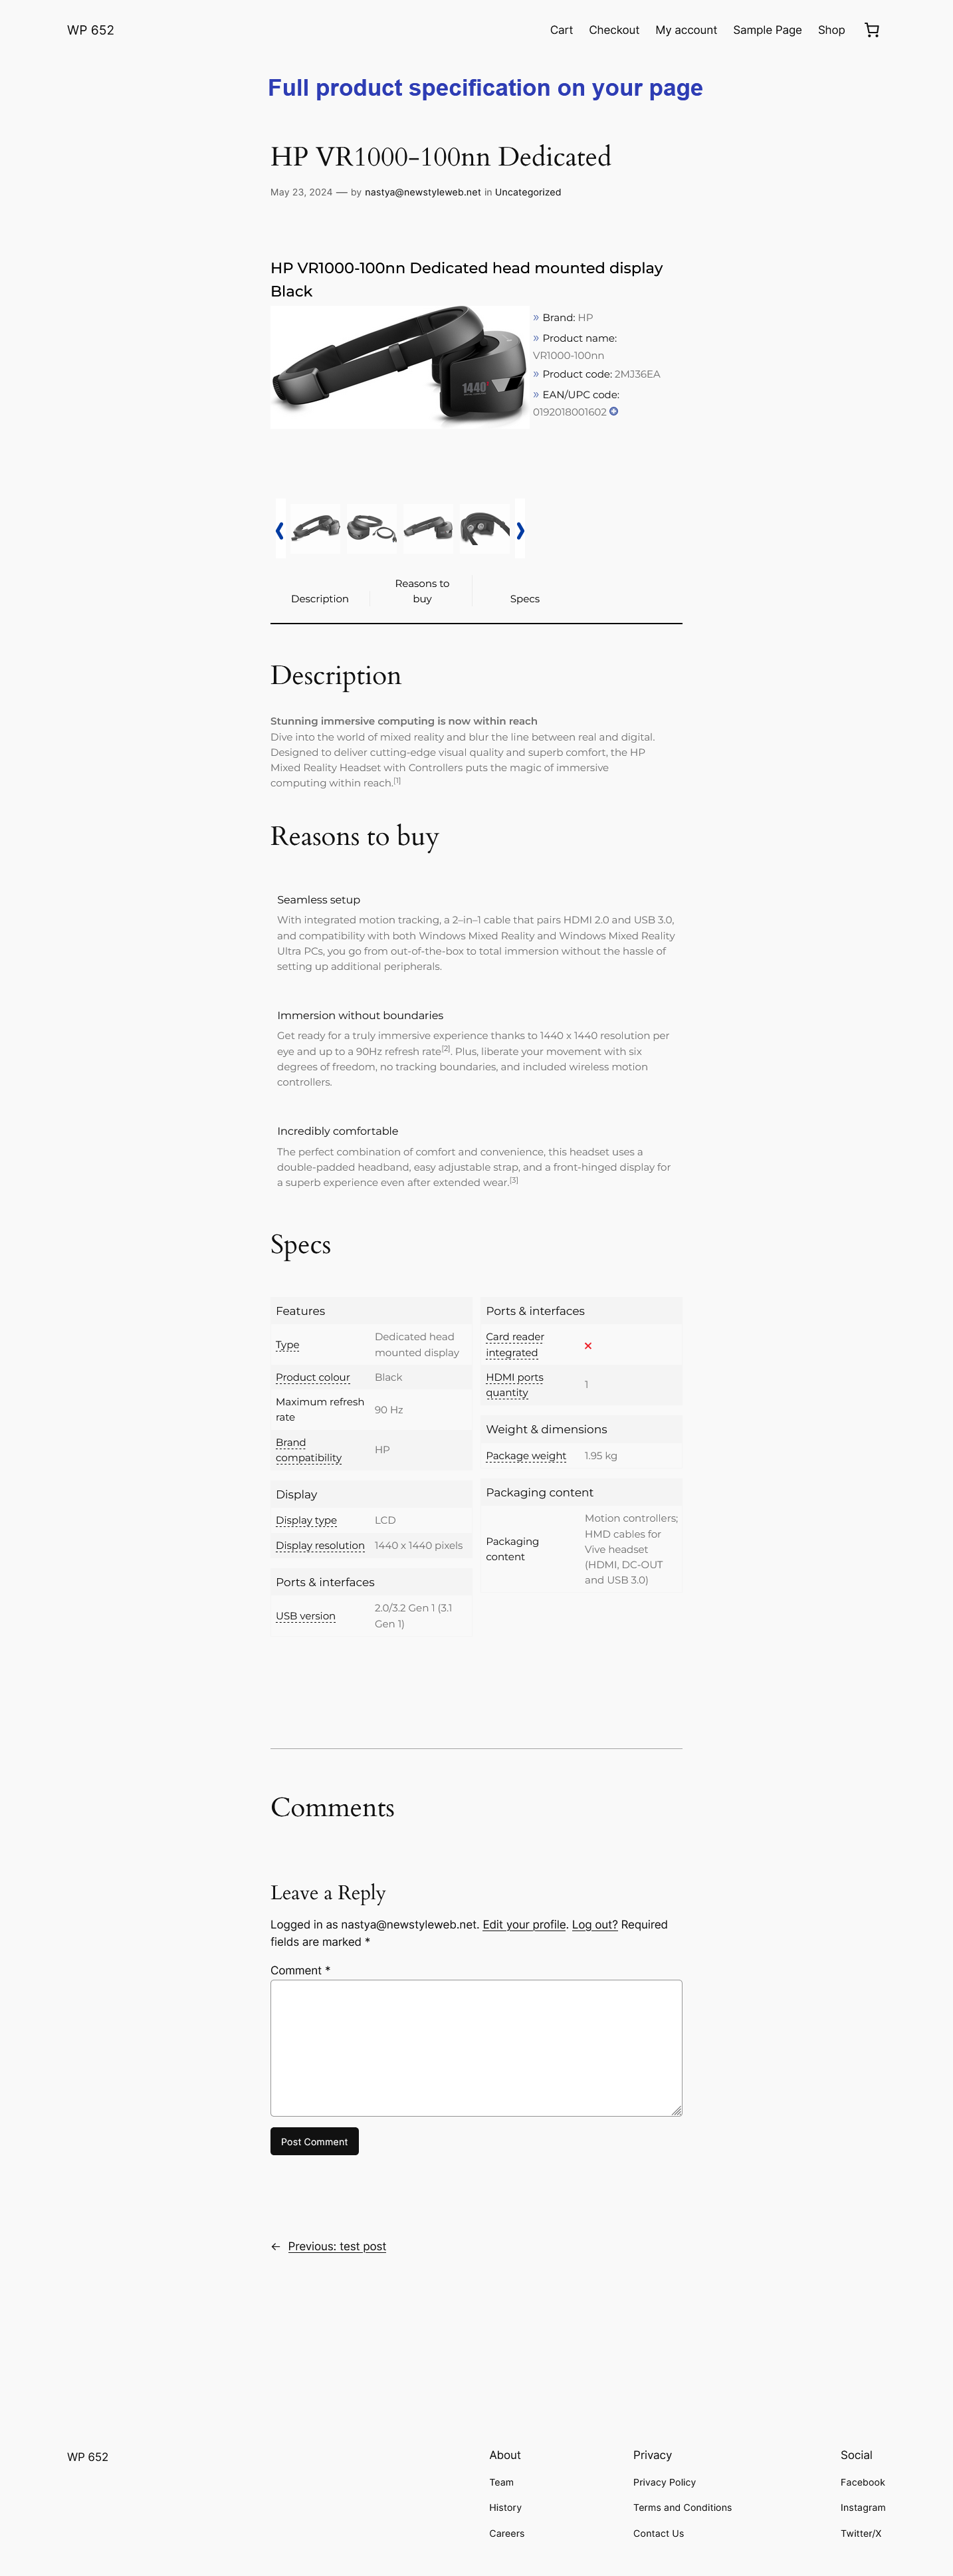 WP 652
Cart Checkout My account Sample Page Shop
Full product specification on your page
HP VR1000-100nn Dedicated
May 23, 2024 — by nastya@newstyleweb.net in Uncategorized
HP VR1000-100nn Dedicated head mounted display
Black
1440
» Brand: HP
» Product name:
VR1000-100nn
» Product code: 2MJ36EA
» EAN/UPC code:
0192018001602
Description
Reasons to
buy
Specs
Description
Stunning immersive computing is now within reach
Dive into the world of mixed reality and blur the line between real and digital.
Designed to deliver cutting-edge visual quality and superb comfort, the HP
Mixed Reality Headset with Controllers puts the magic of immersive
computing within reach.[1]
Reasons to buy
Seamless setup
With integrated motion tracking, a 2–in–1 cable that pairs HDMI 2.0 and USB 3.0,
and compatibility with both Windows Mixed Reality and Windows Mixed Reality
Ultra PCs, you go from out-of-the-box to total immersion without the hassle of
setting up additional peripherals.
Immersion without boundaries
Get ready for a truly immersive experience thanks to 1440 x 1440 resolution per
eye and up to a 90Hz refresh rate[2]. Plus, liberate your movement with six
degrees of freedom, no tracking boundaries, and included wireless motion
controllers.
Incredibly comfortable
The perfect combination of comfort and convenience, this headset uses a
double-padded headband, easy adjustable strap, and a front-hinged display for
a superb experience even after extended wear.[3]
Specs
Features
Type Dedicated head
mounted display
Product colour Black
Maximum refresh
rate 90 Hz
Brand
compatibility HP
Display
Display type LCD
Display resolution 1440 x 1440 pixels
Ports & interfaces
USB version 2.0/3.2 Gen 1 (3.1
Gen 1)
Ports & interfaces
Card reader
integrated
HDMI ports
quantity 1
Weight & dimensions
Package weight 1.95 kg
Packaging content
Packaging
content
Motion controllers;
HMD cables for
Vive headset
(HDMI, DC-OUT
and USB 3.0)
Comments
Leave a Reply
Logged in as nastya@newstyleweb.net. Edit your profile. Log out? Required
fields are marked *
Comment *
Post Comment
← Previous: test post
WP 652
About
Team
History
Careers
Privacy
Privacy Policy
Terms and Conditions
Contact Us
Social
Facebook
Instagram
Twitter/X